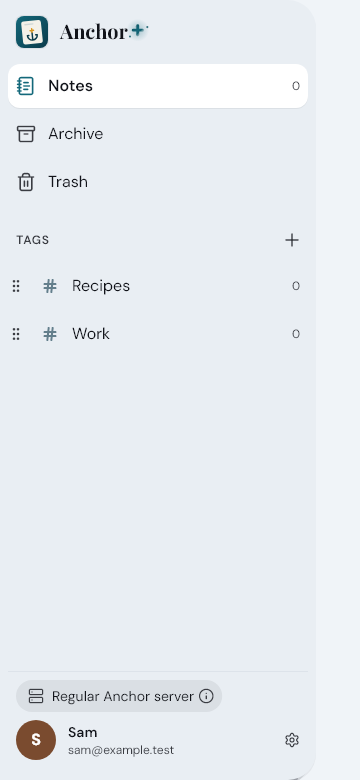 Anchor+
Notes 0
Archive
Trash
TAGS
# Recipes 0
# Work 0
Regular Anchor server
S
Sam
sam@example.test